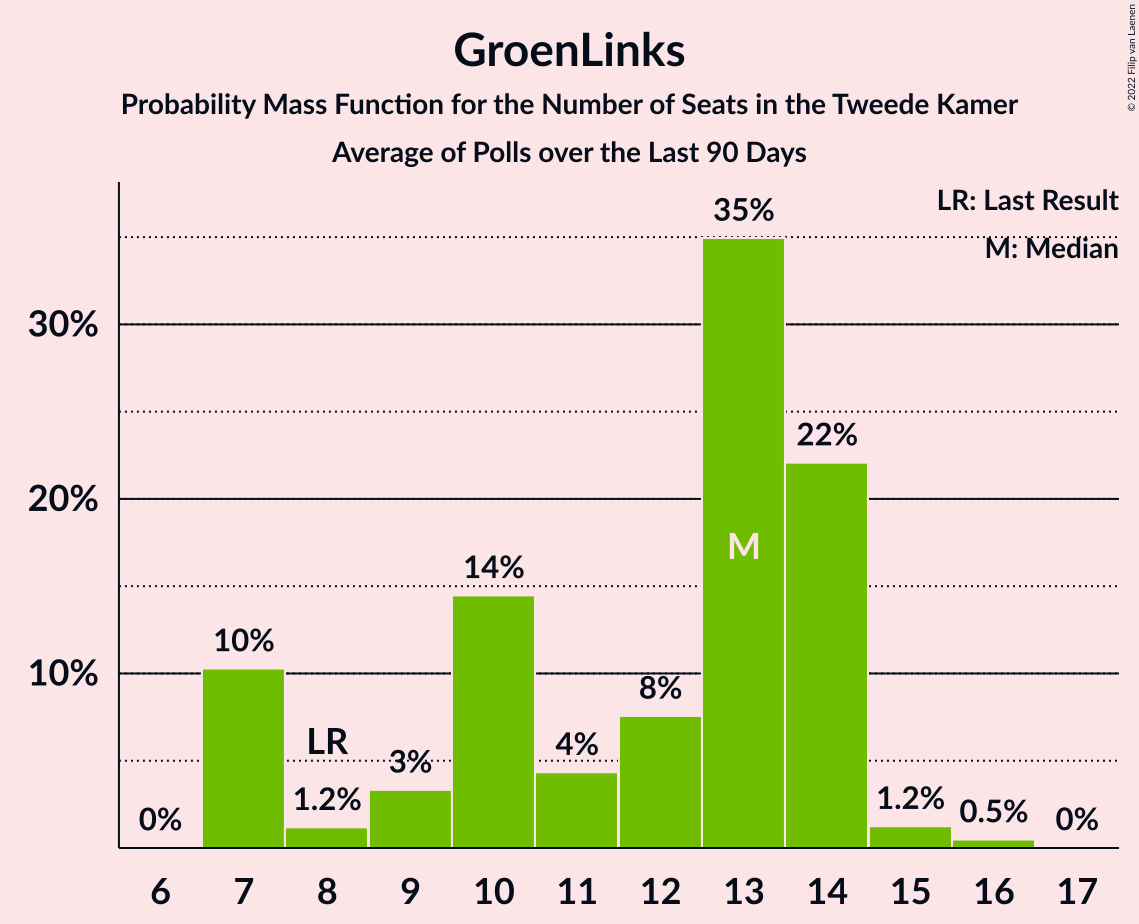 GroenLinks
Probability Mass Function for the Number of Seats in the Tweede Kamer
Average of Polls over the Last 90 Days
© 2022 Filip van Laenen
LR: Last Result
M: Median
35%
30%
22%
20%
M
14%
10%
10%
8%
LR
4%
3%
1.2%
1.2%
0.5%
0%
0%
6 7 8 9 10 11 12 13 14 15 16 17